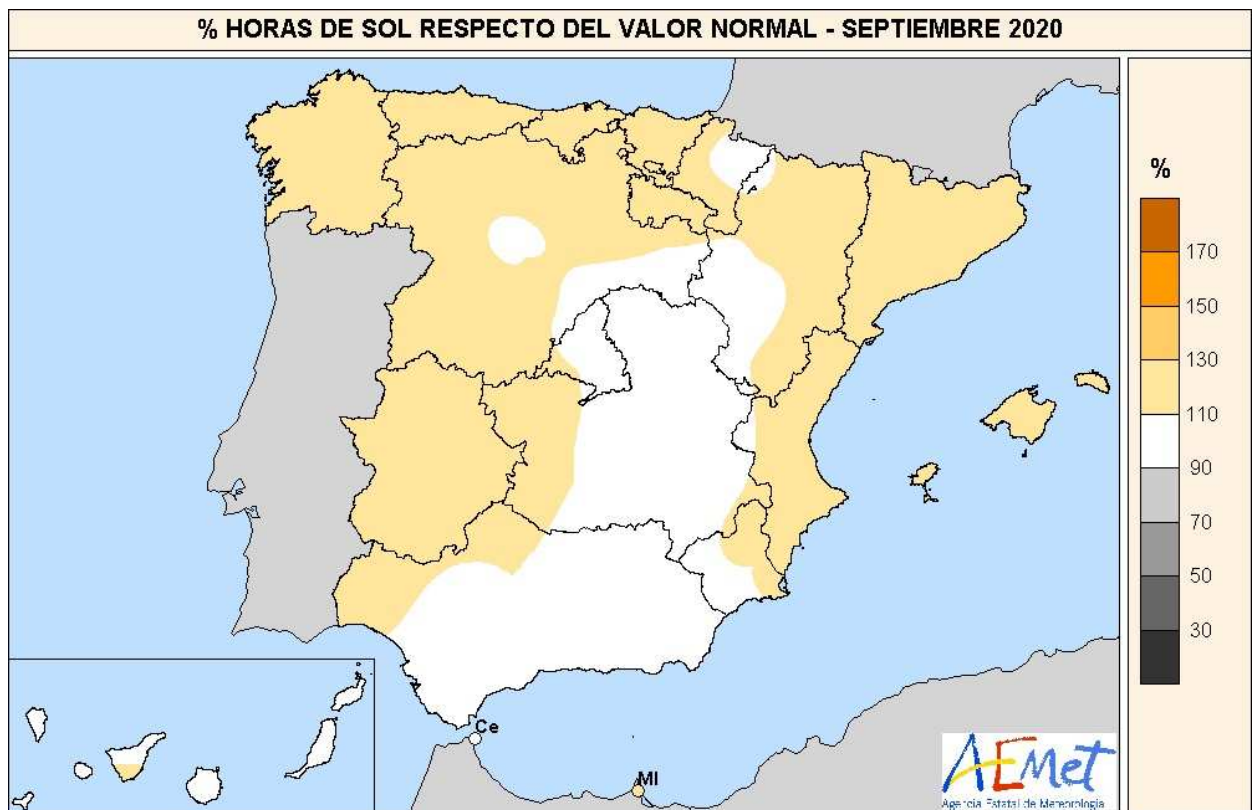 % HORAS DE SOL RESPECTO DEL VALOR NORMAL - SEPTIEMBRE 2020
%
170
150
130
110
90
70
50
30
Ce
Ml
AEMet
Agencia Estatal de Meteorología